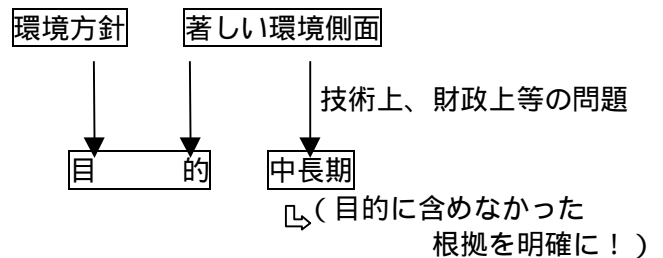 環境方針 著しい環境側面
技術上、財政上等の問題
目 的 中長期
(目的に含めなかった
根拠を明確に!)